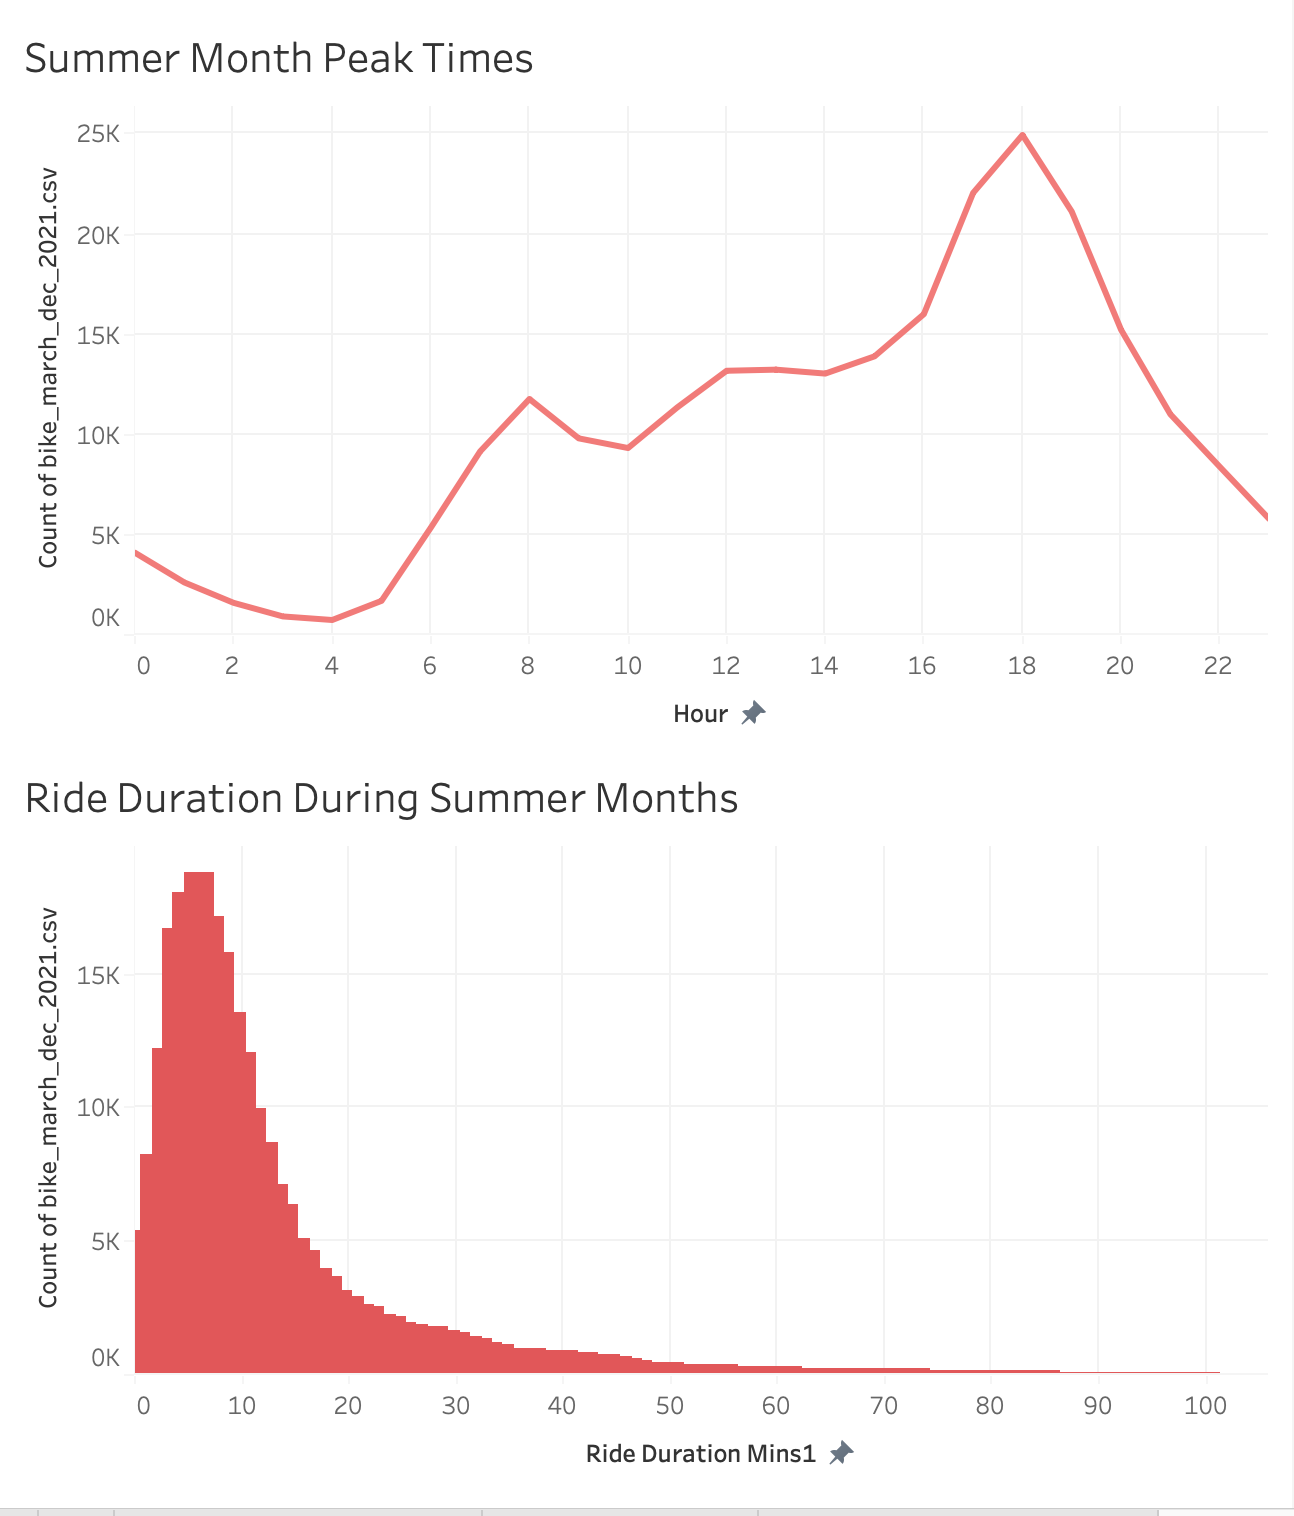 Summer Month Peak Times
25K
20K
15K
10K
5K
0K
Count of bike_march_dec_2021.csv
0 2 4 6 8 10 12 14 16 18 20 22
Hour
Ride Duration During Summer Months
15K
10K
5K
0K
Count of bike_march_dec_2021.csv
0 10 20 30 40 50 60 70 80 90 100
Ride Duration Mins1